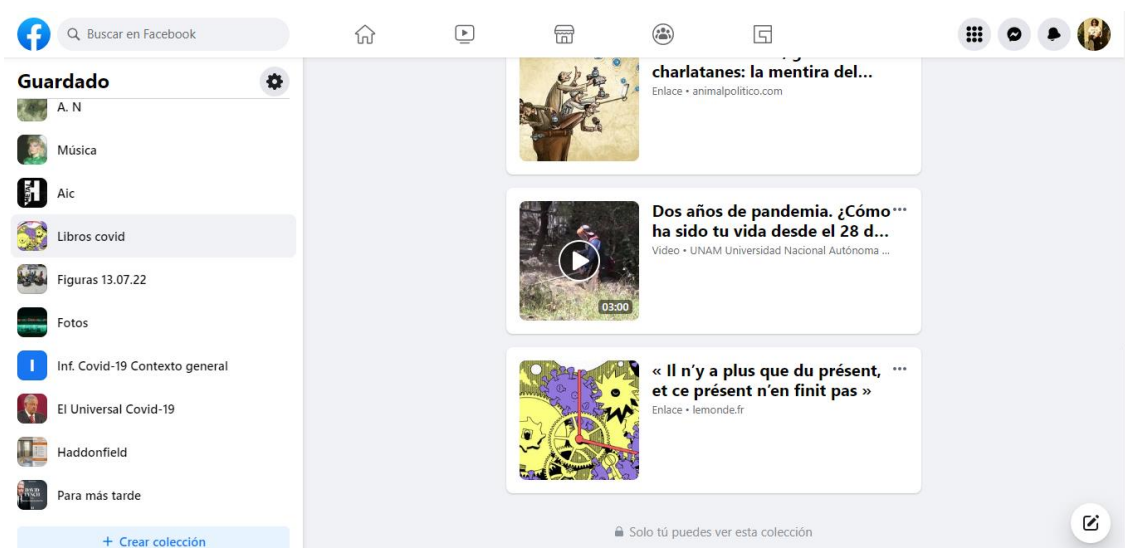 Buscar en Facebook
Guardado
A. N
Música
Aic
Libros covid
Figuras 13.07.22
Fotos
I Inf. Covid-19 Contexto general
El Universal Covid-19
Haddonfield
Para más tarde
+ Crear colección
charlatanes: la mentira del...
Enlace • animalpolitico.com
Dos años de pandemia. ¿Cómo
ha sido tu vida desde el 28 d...
Video • UNAM Universidad Nacional Autónoma ...
03:00
« Il n’y a plus que du présent,
et ce présent n’en finit pas »
Enlace • lemonde.fr
Solo tú puedes ver esta colección